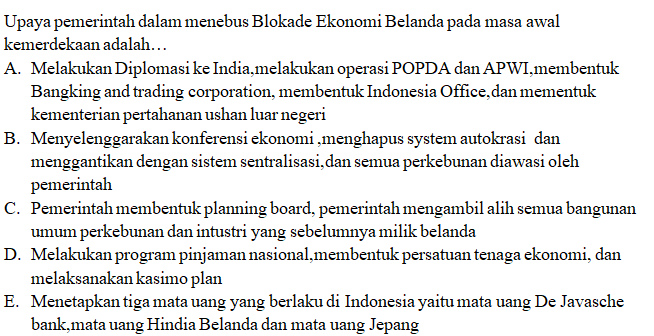 Upaya pemerintah dalam menebus Blokade Ekonomi Belanda pada masa awal
kemerdekaan adalah…
A. Melakukan Diplomasi ke India,melakukan operasi POPDA dan APWI,membentuk
Bangking and trading corporation, membentuk Indonesia Office,dan mementuk
kementerian pertahanan ushan luar negeri
B. Menyelenggarakan konferensi ekonomi ,menghapus system autokrasi dan
menggantikan dengan sistem sentralisasi,dan semua perkebunan diawasi oleh
pemerintah
C. Pemerintah membentuk planning board, pemerintah mengambil alih semua bangunan
umum perkebunan dan intustri yang sebelumnya milik belanda
D. Melakukan program pinjaman nasional,membentuk persatuan tenaga ekonomi, dan
melaksanakan kasimo plan
E. Menetapkan tiga mata uang yang berlaku di Indonesia yaitu mata uang De Javasche
bank,mata uang Hindia Belanda dan mata uang Jepang